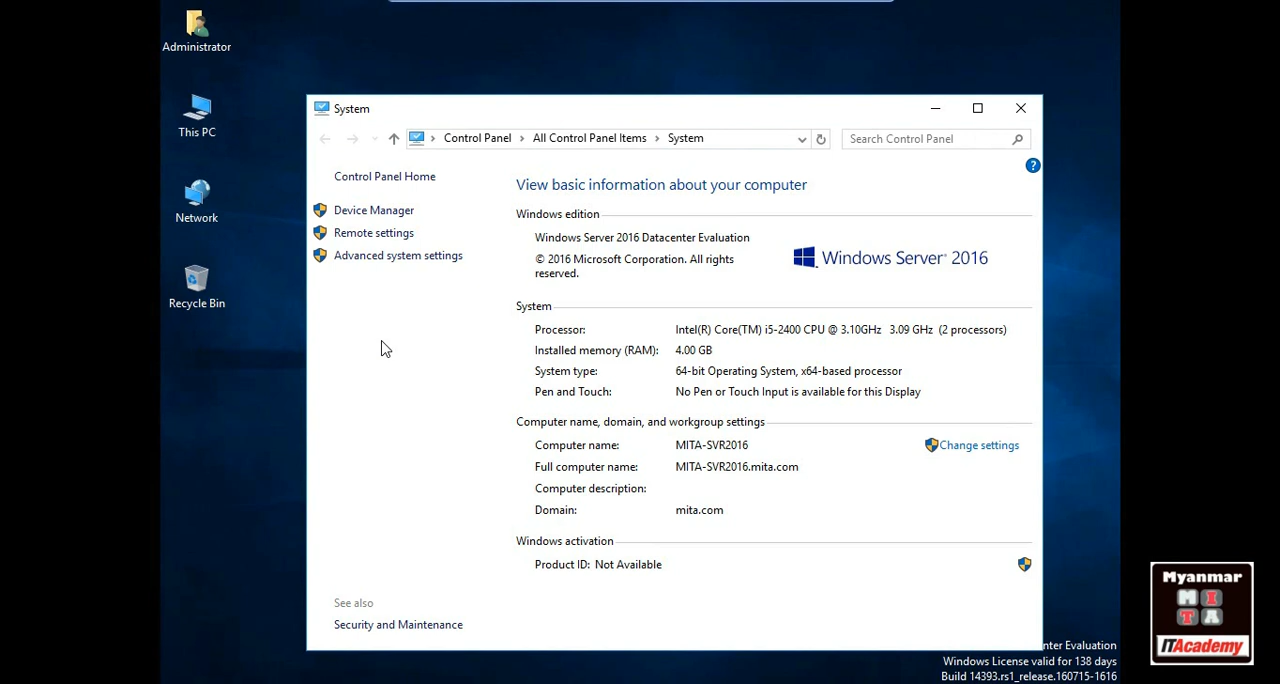 Administrator
This PC
Network
Recycle Bin
System
Control Panel > All Control Panel Items > System
Search Control Panel
?
Control Panel Home
Device Manager
Remote settings
Advanced system settings
See also
Security and Maintenance
View basic information about your computer
Windows edition
Windows Server 2016 Datacenter Evaluation
© 2016 Microsoft Corporation. All rights
reserved.
Windows Server® 2016
System
Processor: Intel(R) Core(TM) i5-2400 CPU @ 3.10GHz 3.09 GHz (2 processors)
Installed memory (RAM): 4.00 GB
System type: 64-bit Operating System, x64-based processor
Pen and Touch: No Pen or Touch Input is available for this Display
Computer name, domain, and workgroup settings
Computer name: MITA-SVR2016 Change settings
Full computer name: MITA-SVR2016.mita.com
Computer description:
Domain: mita.com
Windows activation
Product ID: Not Available
nter Evaluation
Windows License valid for 138 days
Build 14393.rs1_release.160715-1616
Myanmar
M I
T A
ITAcademy